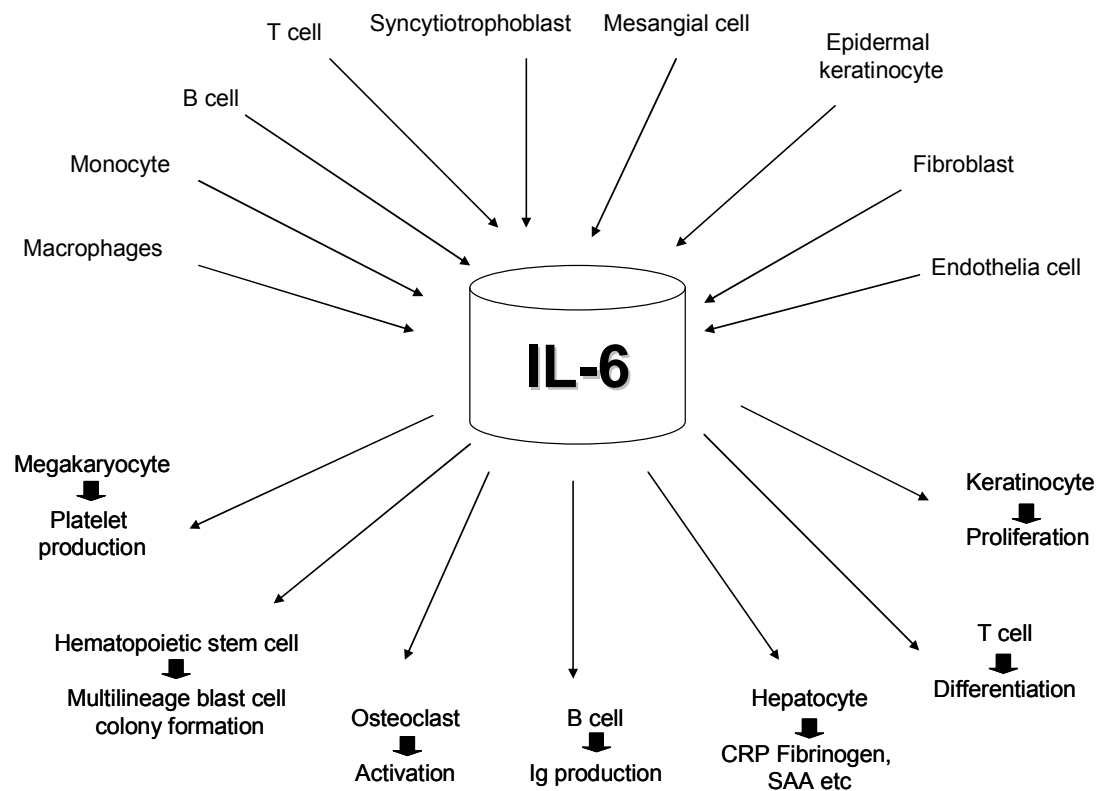 Syncytiotrophoblast
Mesangial cell
T cell
Epidermal
keratinocyte
B cell
Monocyte
Fibroblast
Macrophages
Endothelia cell
IL-6
Megakaryocyte
Platelet
production
Keratinocyte
Proliferation
Hematopoietic stem cell
Multilineage blast cell
colony formation
T cell
Differentiation
Osteoclast
Activation
B cell
Ig production
Hepatocyte
CRP Fibrinogen,
SAA etc